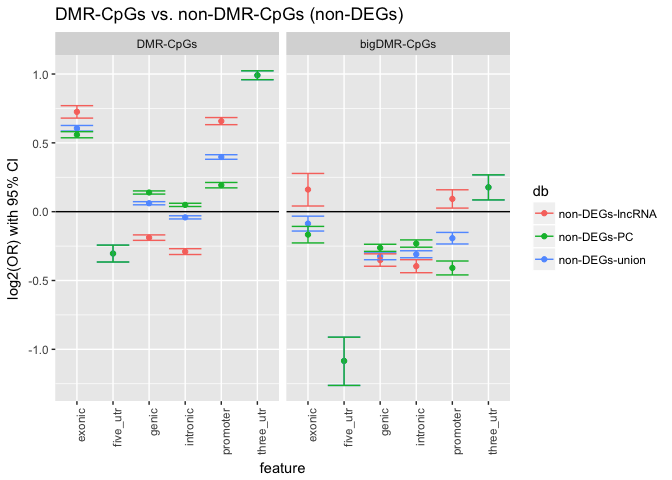 DMR-CpGs vs. non-DMR-CpGs (non-DEGs)
DMR-CpGs
bigDMR-CpGs
log2(OR) with 95% CI
1.0
0.5
0.0
-0.5
-1.0
exonic
five_utr
genic
intronic
promoter
three_utr
exonic
five_utr
genic
intronic
promoter
three_utr
feature
db
non-DEGs-lncRNA
non-DEGs-PC
non-DEGs-union